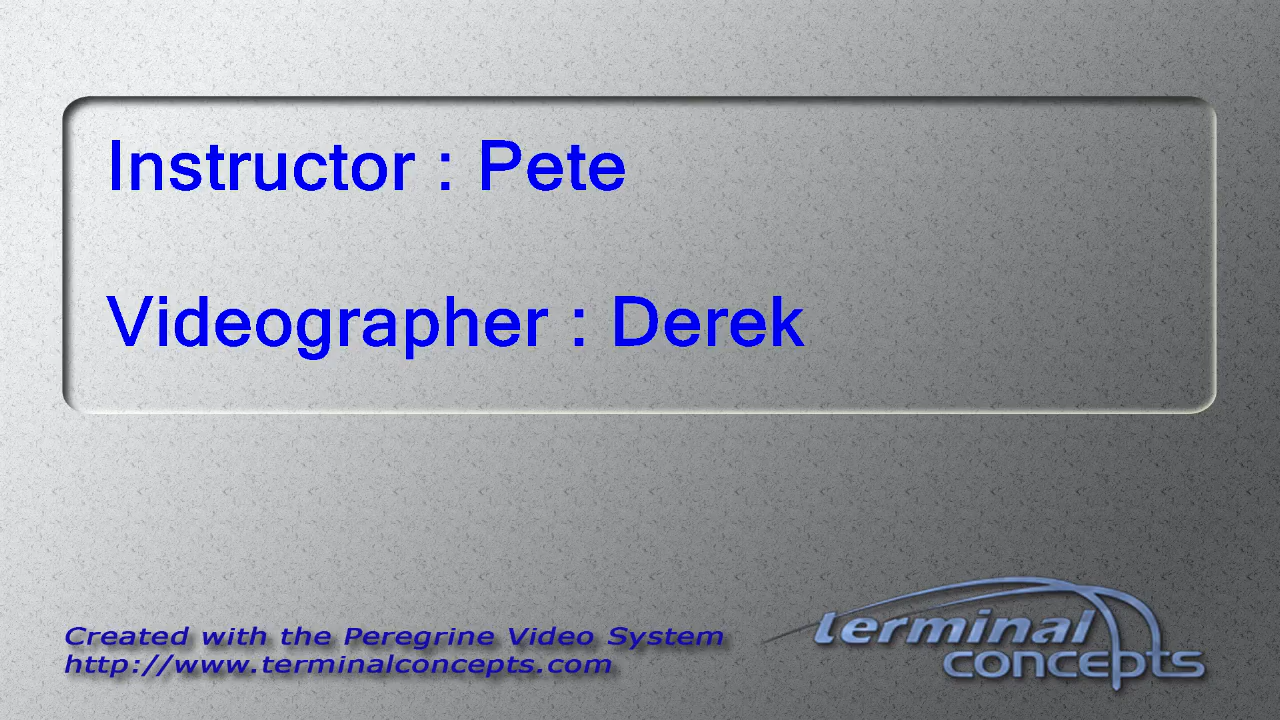 Instructor : Pete
Videographer : Derek
Created with the Peregrine Video System
http://www.terminalconcepts.com
terminal
concepts